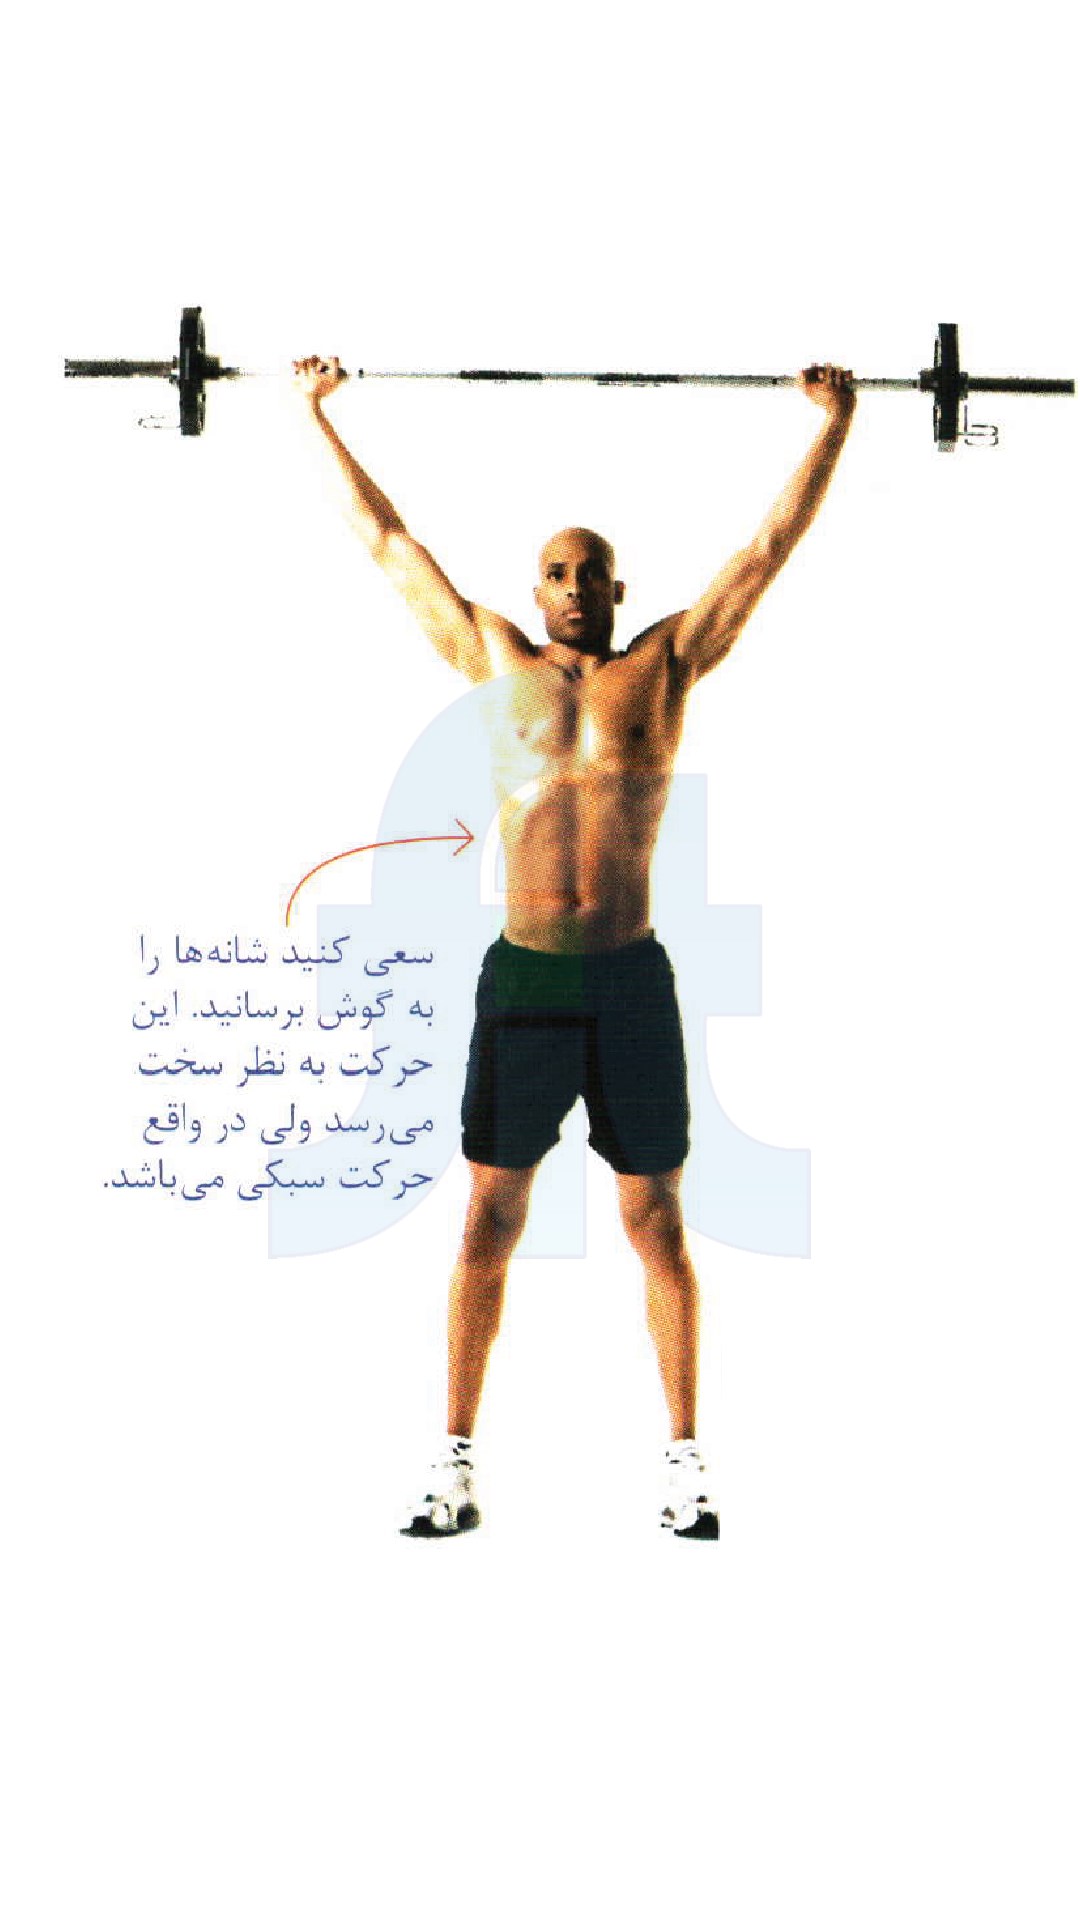 سعی کنید شانه‌ها را
به گوش برسانید. این
حرکت به نظر سخت
می‌رسد ولی در واقع
حرکت سبکی می‌باشد.